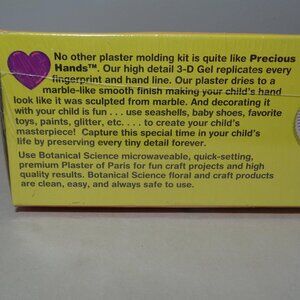 No other plaster molding kit is quite like Precious
Hands™. Our high detail 3-D Gel replicates every
fingerprint and hand line. Our plaster dries to a
marble-like smooth finish making your child's hand
look like it was sculpted from marble. And decorating it
with your child is fun . . . use seashells, baby shoes, favorite
toys, paints, glitter, etc. . . . to create your child's
masterpiece! Capture this special time in your child's
life by preserving every tiny detail forever.
Use Botanical Science microwaveable, quick-setting,
premium Plaster of Paris for fun craft projects and high
quality results. Botanical Science floral and craft products
are clean, easy, and always safe to use.